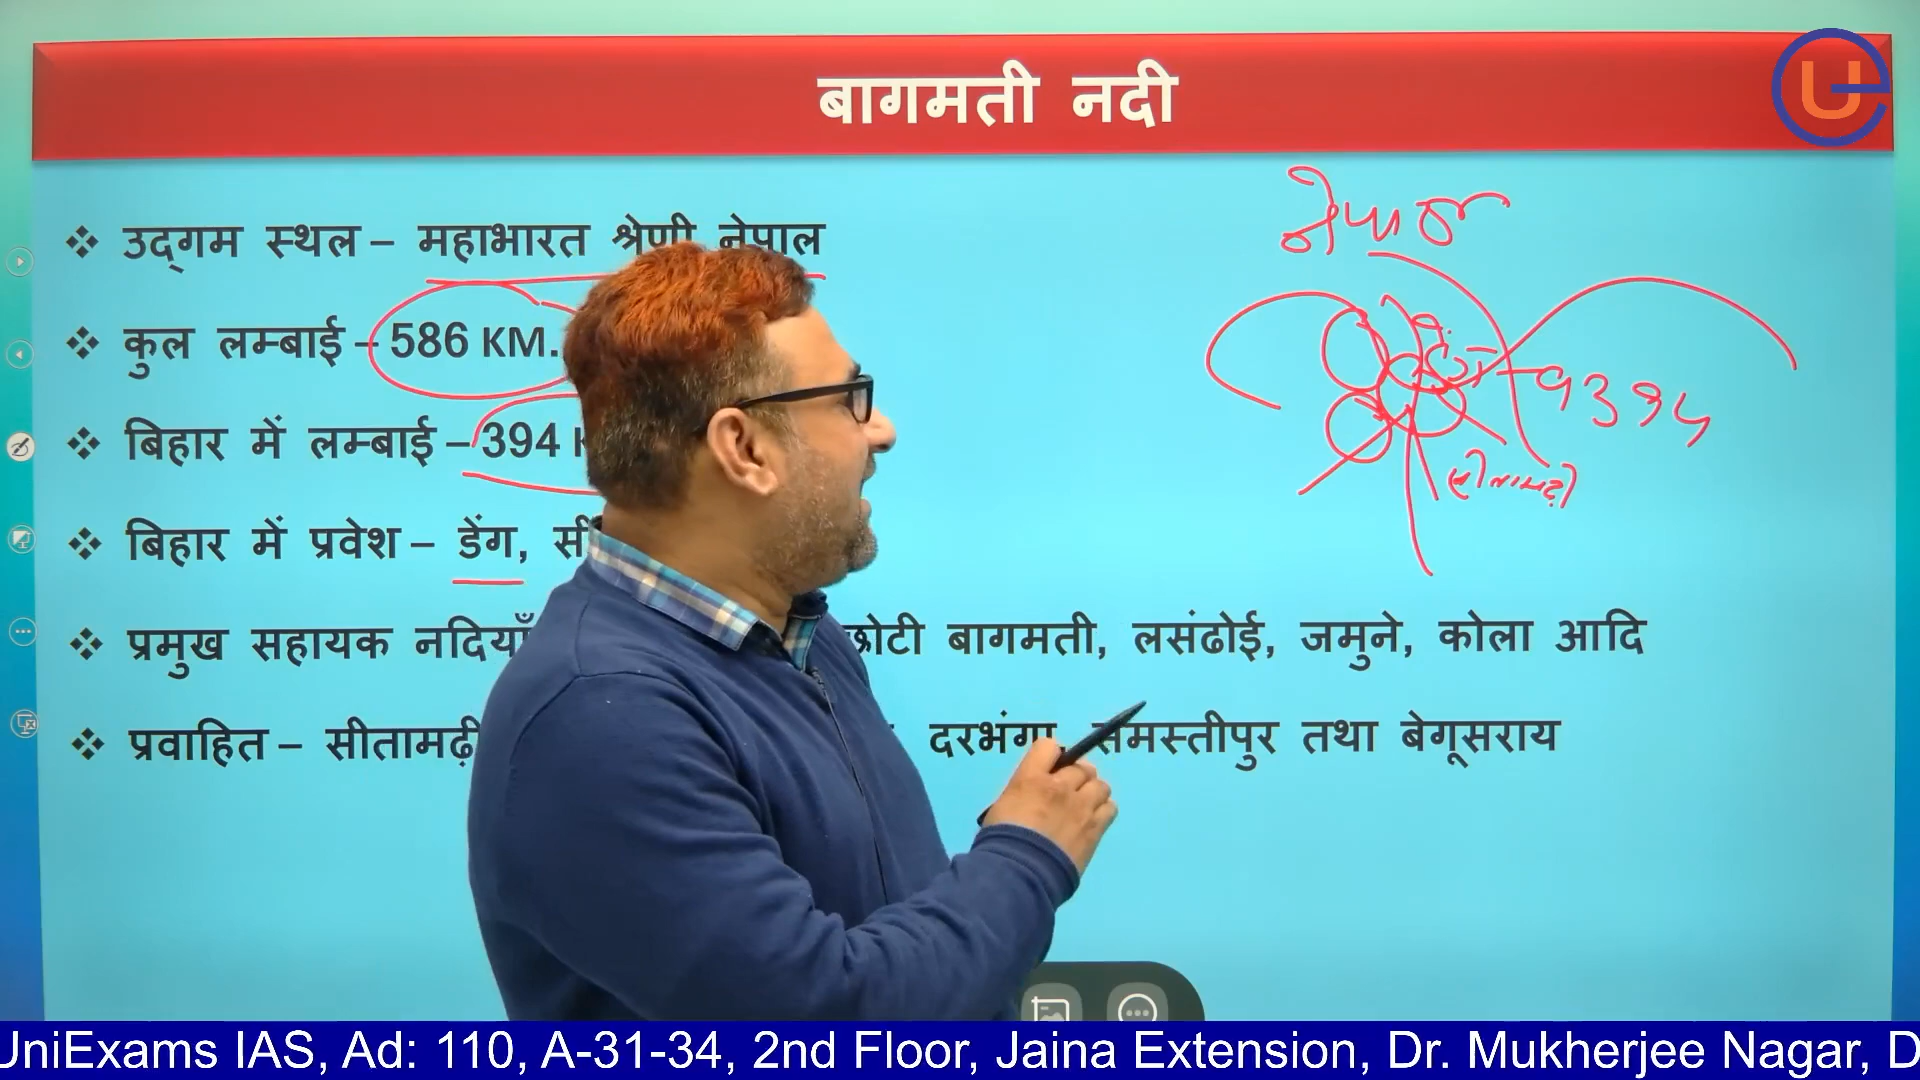 बागमती नदी
नेपाल
❖ उद्गम स्थल – महाभारत श्रेणी नेपाल
❖ कुल लम्बाई – 586 KM.
❖ बिहार में लम्बाई – 394
❖ बिहार में प्रवेश – डेंग,
सीतामढ़ी
❖ प्रमुख सहायक नदियाँ छोटी बागमती, लसंढोई, जमुने, कोला आदि
❖ प्रवाहित – सीतामढ़ी दरभंगा, समस्तीपुर तथा बेगूसराय
UniExams IAS, Ad: 110, A-31-34, 2nd Floor, Jaina Extension, Dr. Mukherjee Nagar, D